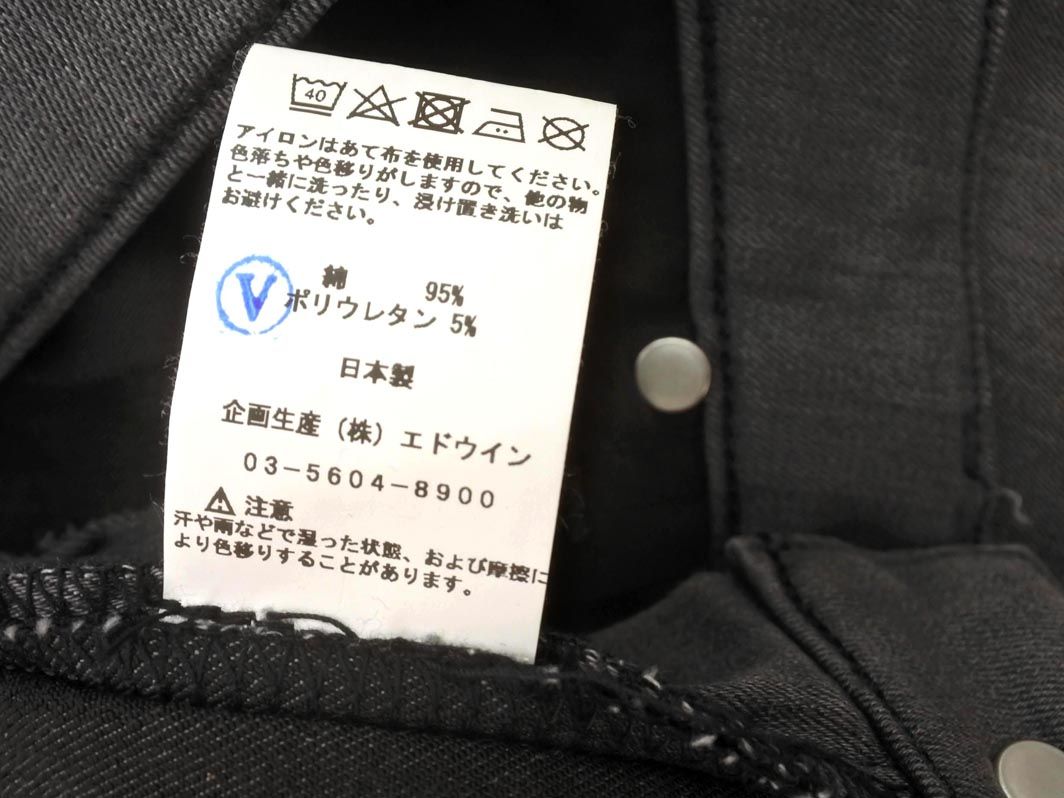 40
アイロンはあて布を使用してください。
色落ちや色移りがしますので、他の物
と一緒に洗ったり、浸け置き洗いは
お避けください。
綿 95%
V
ポリウレタン 5%
日本製
企画生産（株）エドウイン
03-5604-8900
注意
汗や雨などで湿った状態、および摩擦に
より色移りすることがあります。